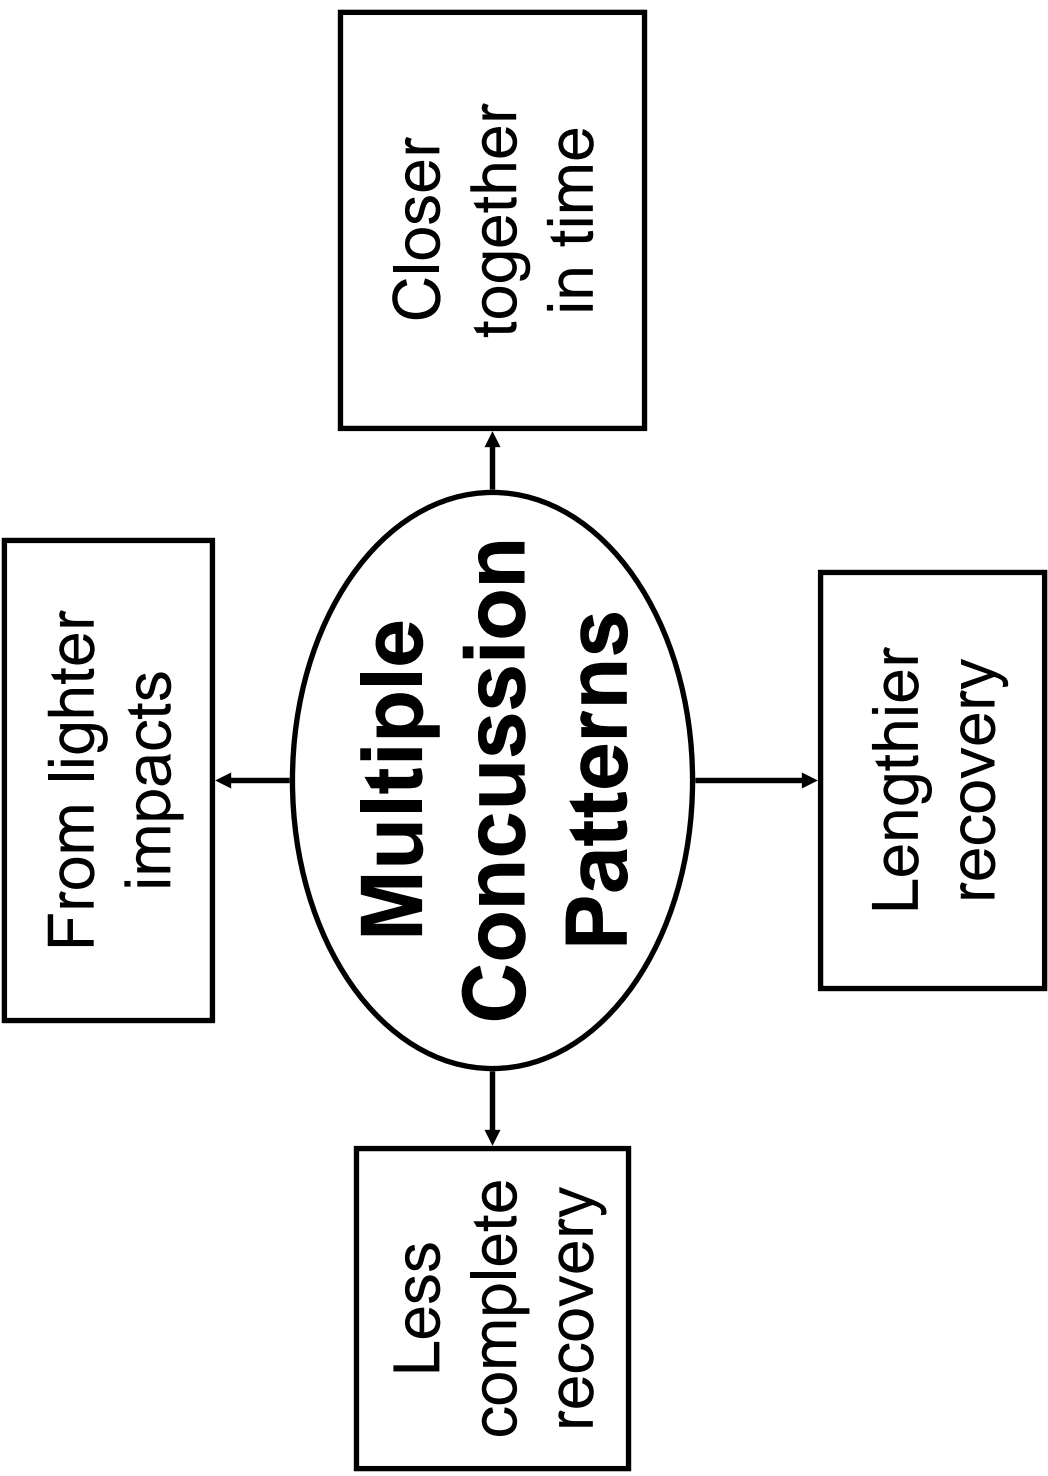 From lighter
impacts
Less
complete
recovery
Multiple
Concussion
Patterns
Closer
together
in time
Lengthier
recovery